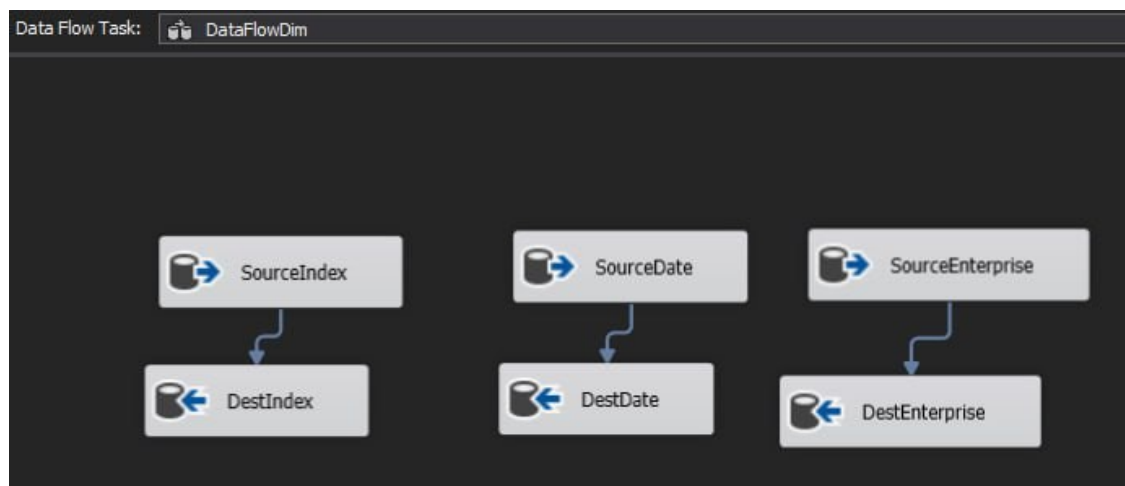 Data Flow Task: DataFlowDim
SourceIndex
SourceDate
SourceEnterprise
DestIndex
DestDate
DestEnterprise